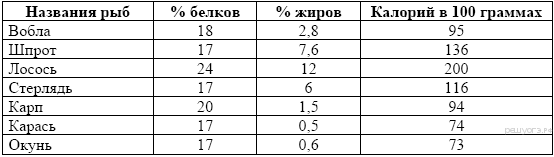 Названия рыб % белков % жиров Калорий в 100 граммах
Вобла 18 2,8 95
Шпрот 17 7,6 136
Лосось 24 12 200
Стерлядь 17 6 116
Карп 20 1,5 94
Карась 17 0,5 74
Окунь 17 0,6 73